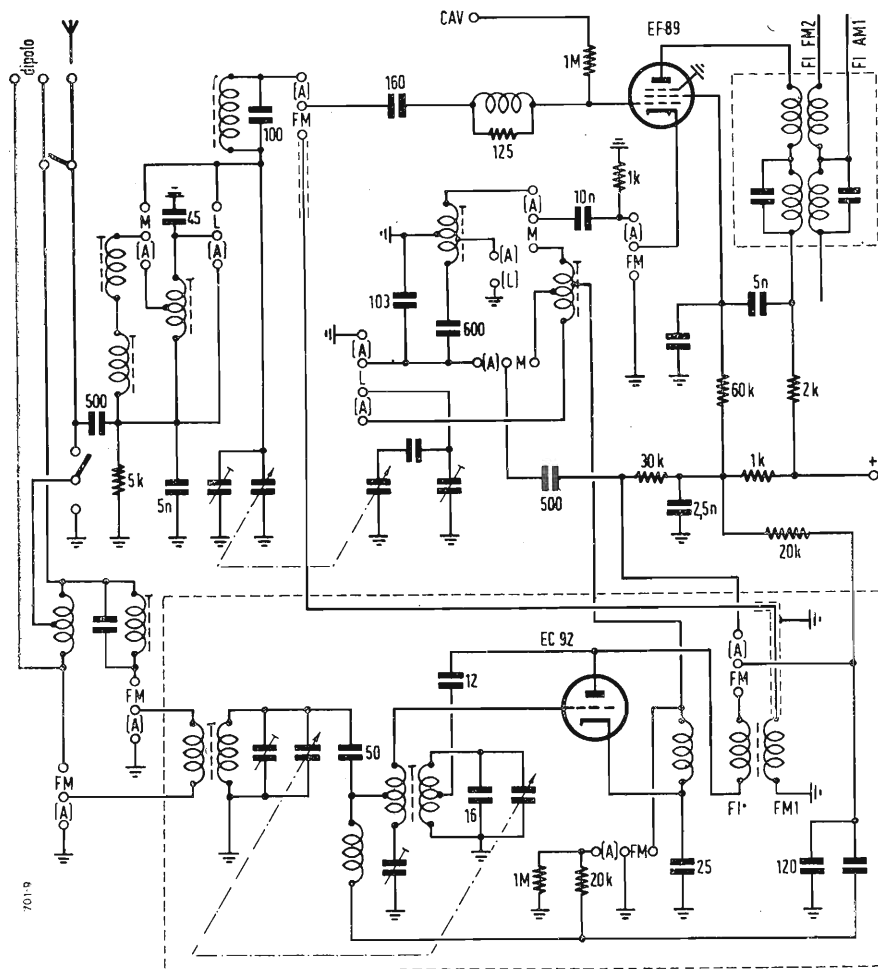 dipolo
CAV
EF89
FI FM2
FI AM1
1M
160
(A)
FM
100
125
1k
10n
(A)
M
(A)
FM
M
(A)
45
L
(A)
(A)
(L)
103
600
5n
(A)
L
(A)
(A)
M
60k
2k
500
5k
5n
500
30k
1k
+
2,5n
20k
EC 92
(A)
FM
12
FM
(A)
50
FM
(A)
16
FI
FM1
(A)
FM
1M
20k
25
120
701-9